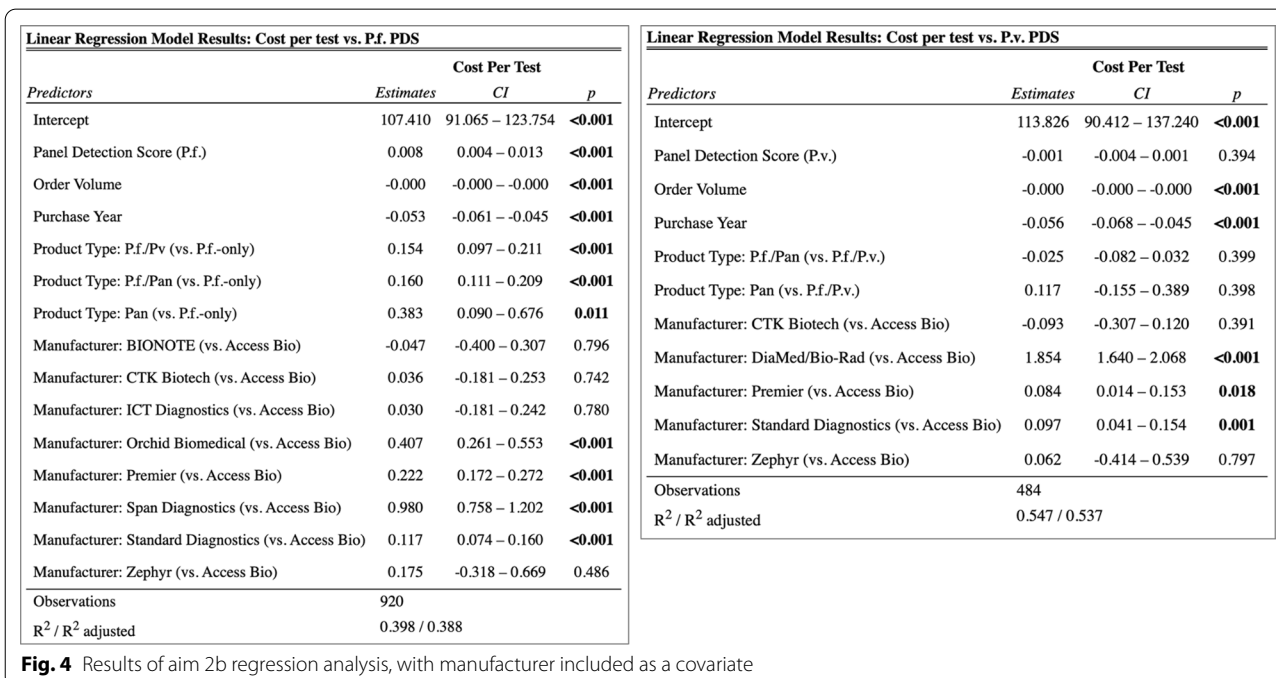 Linear Regression Model Results: Cost per test vs. P.f. PDS
Cost Per Test
Predictors Estimates CI p
Intercept 107.410 91.065 – 123.754 <0.001
Panel Detection Score (P.f.) 0.008 0.004 – 0.013 <0.001
Order Volume -0.000 -0.000 – -0.000 <0.001
Purchase Year -0.053 -0.061 – -0.045 <0.001
Product Type: P.f./Pv (vs. P.f.-only) 0.154 0.097 – 0.211 <0.001
Product Type: P.f./Pan (vs. P.f.-only) 0.160 0.111 – 0.209 <0.001
Product Type: Pan (vs. P.f.-only) 0.383 0.090 – 0.676 0.011
Manufacturer: BIONOTE (vs. Access Bio) -0.047 -0.400 – 0.307 0.796
Manufacturer: CTK Biotech (vs. Access Bio) 0.036 -0.181 – 0.253 0.742
Manufacturer: ICT Diagnostics (vs. Access Bio) 0.030 -0.181 – 0.242 0.780
Manufacturer: Orchid Biomedical (vs. Access Bio) 0.407 0.261 – 0.553 <0.001
Manufacturer: Premier (vs. Access Bio) 0.222 0.172 – 0.272 <0.001
Manufacturer: Span Diagnostics (vs. Access Bio) 0.980 0.758 – 1.202 <0.001
Manufacturer: Standard Diagnostics (vs. Access Bio) 0.117 0.074 – 0.160 <0.001
Manufacturer: Zephyr (vs. Access Bio) 0.175 -0.318 – 0.669 0.486
Observations 920
R² / R² adjusted 0.398 / 0.388
Linear Regression Model Results: Cost per test vs. P.v. PDS
Cost Per Test
Predictors Estimates CI p
Intercept 113.826 90.412 – 137.240 <0.001
Panel Detection Score (P.v.) -0.001 -0.004 – 0.001 0.394
Order Volume -0.000 -0.000 – -0.000 <0.001
Purchase Year -0.056 -0.068 – -0.045 <0.001
Product Type: P.f./Pan (vs. P.f./P.v.) -0.025 -0.082 – 0.032 0.399
Product Type: Pan (vs. P.f./P.v.) 0.117 -0.155 – 0.389 0.398
Manufacturer: CTK Biotech (vs. Access Bio) -0.093 -0.307 – 0.120 0.391
Manufacturer: DiaMed/Bio-Rad (vs. Access Bio) 1.854 1.640 – 2.068 <0.001
Manufacturer: Premier (vs. Access Bio) 0.084 0.014 – 0.153 0.018
Manufacturer: Standard Diagnostics (vs. Access Bio) 0.097 0.041 – 0.154 0.001
Manufacturer: Zephyr (vs. Access Bio) 0.062 -0.414 – 0.539 0.797
Observations 484
R² / R² adjusted 0.547 / 0.537
Fig. 4 Results of aim 2b regression analysis, with manufacturer included as a covariate